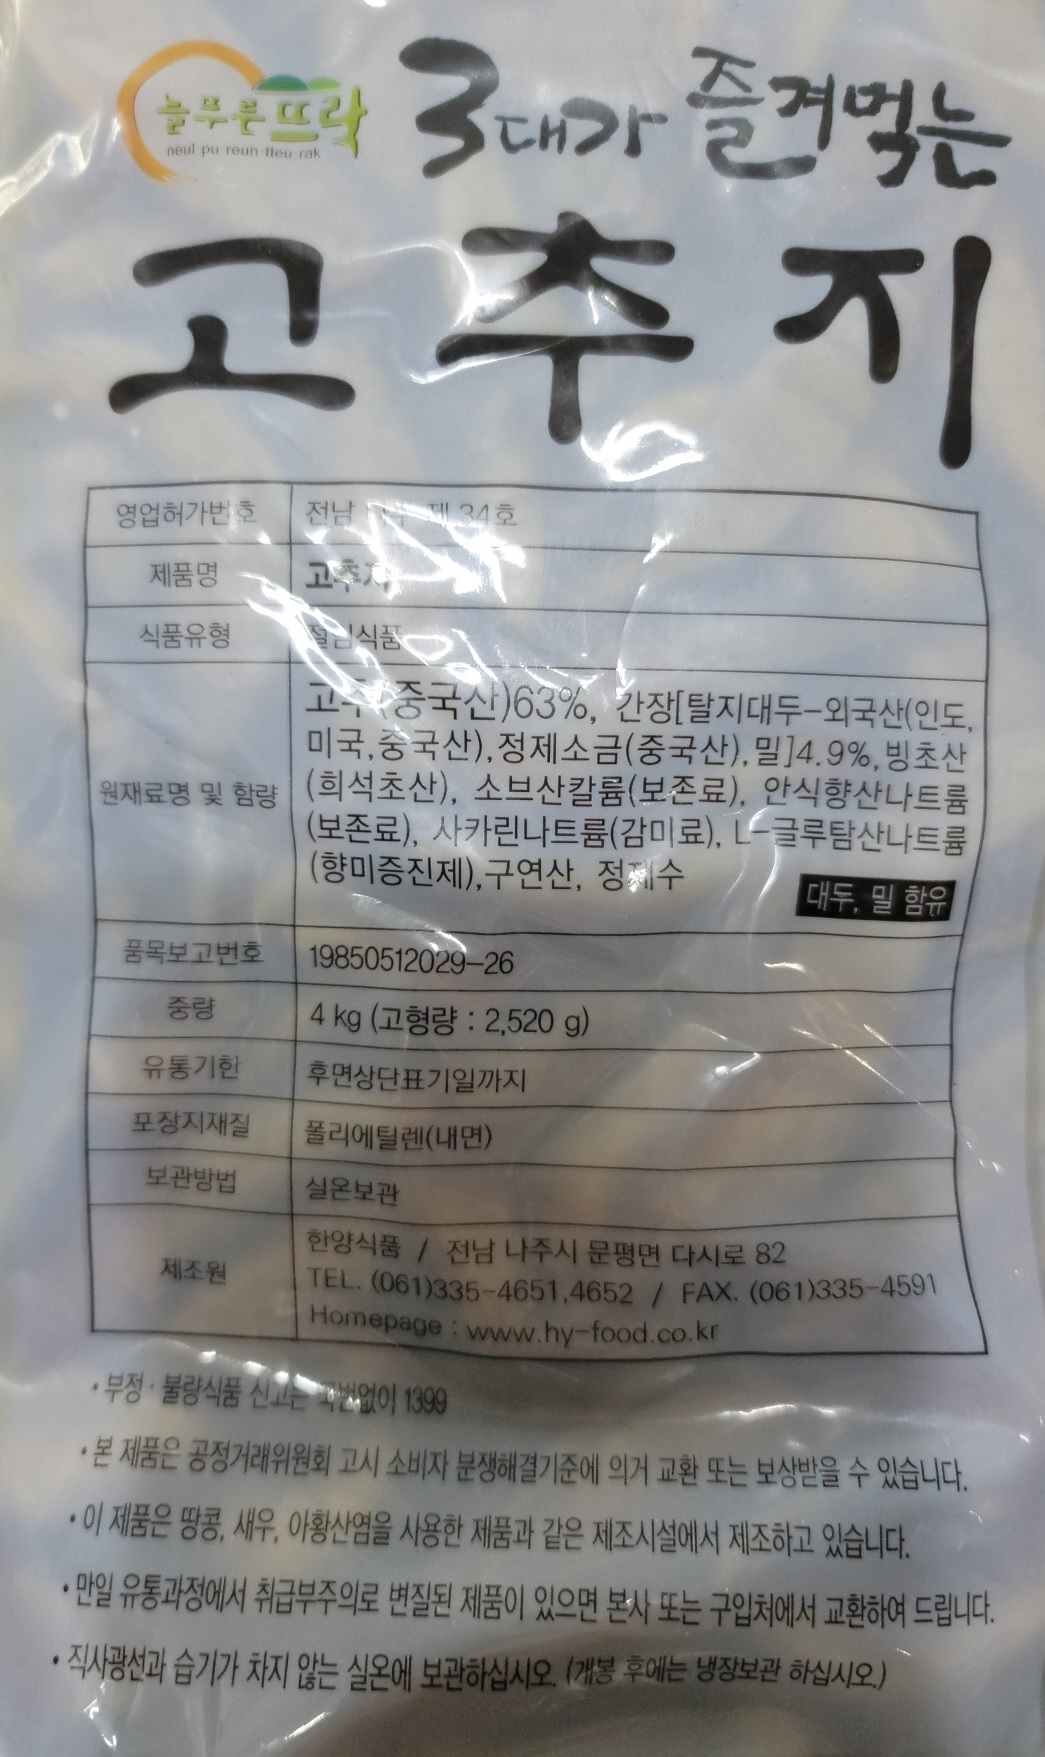 늘푸른뜨락
neul pu reun-tteu rak
3대가 즐겨먹는
고추지
영업허가번호 전남 제 34호
제품명 고추지
식품유형 절임식품
고추(중국산)63%, 간장[탈지대두-외국산(인도,
미국,중국산),정제소금(중국산),밀]4.9%,빙초산
원재료명 및 함량 (희석초산), 소브산칼륨(보존료), 안식향산나트륨
(보존료), 사카린나트륨(감미료), L-글루탐산나트륨
(향미증진제),구연산, 정제수
대두, 밀 함유
품목보고번호 19850512029-26
중량 4 kg (고형량 : 2,520 g)
유통기한 후면상단표기일까지
포장지재질 폴리에틸렌(내면)
보관방법 실온보관
제조원 한양식품 / 전남 나주시 문평면 다시로 82
TEL. (061)335-4651,4652 / FAX. (061)335-4591
Homepage : www.hy-food.co.kr
• 부정 · 불량식품 신고는 국번없이 1399
• 본 제품은 공정거래위원회 고시 소비자 분쟁해결기준에 의거 교환 또는 보상받을 수 있습니다.
• 이 제품은 땅콩, 새우, 아황산염을 사용한 제품과 같은 제조시설에서 제조하고 있습니다.
• 만일 유통과정에서 취급부주의로 변질된 제품이 있으면 본사 또는 구입처에서 교환하여 드립니다.
• 직사광선과 습기가 차지 않는 실온에 보관하십시오. (개봉 후에는 냉장보관 하십시오.)